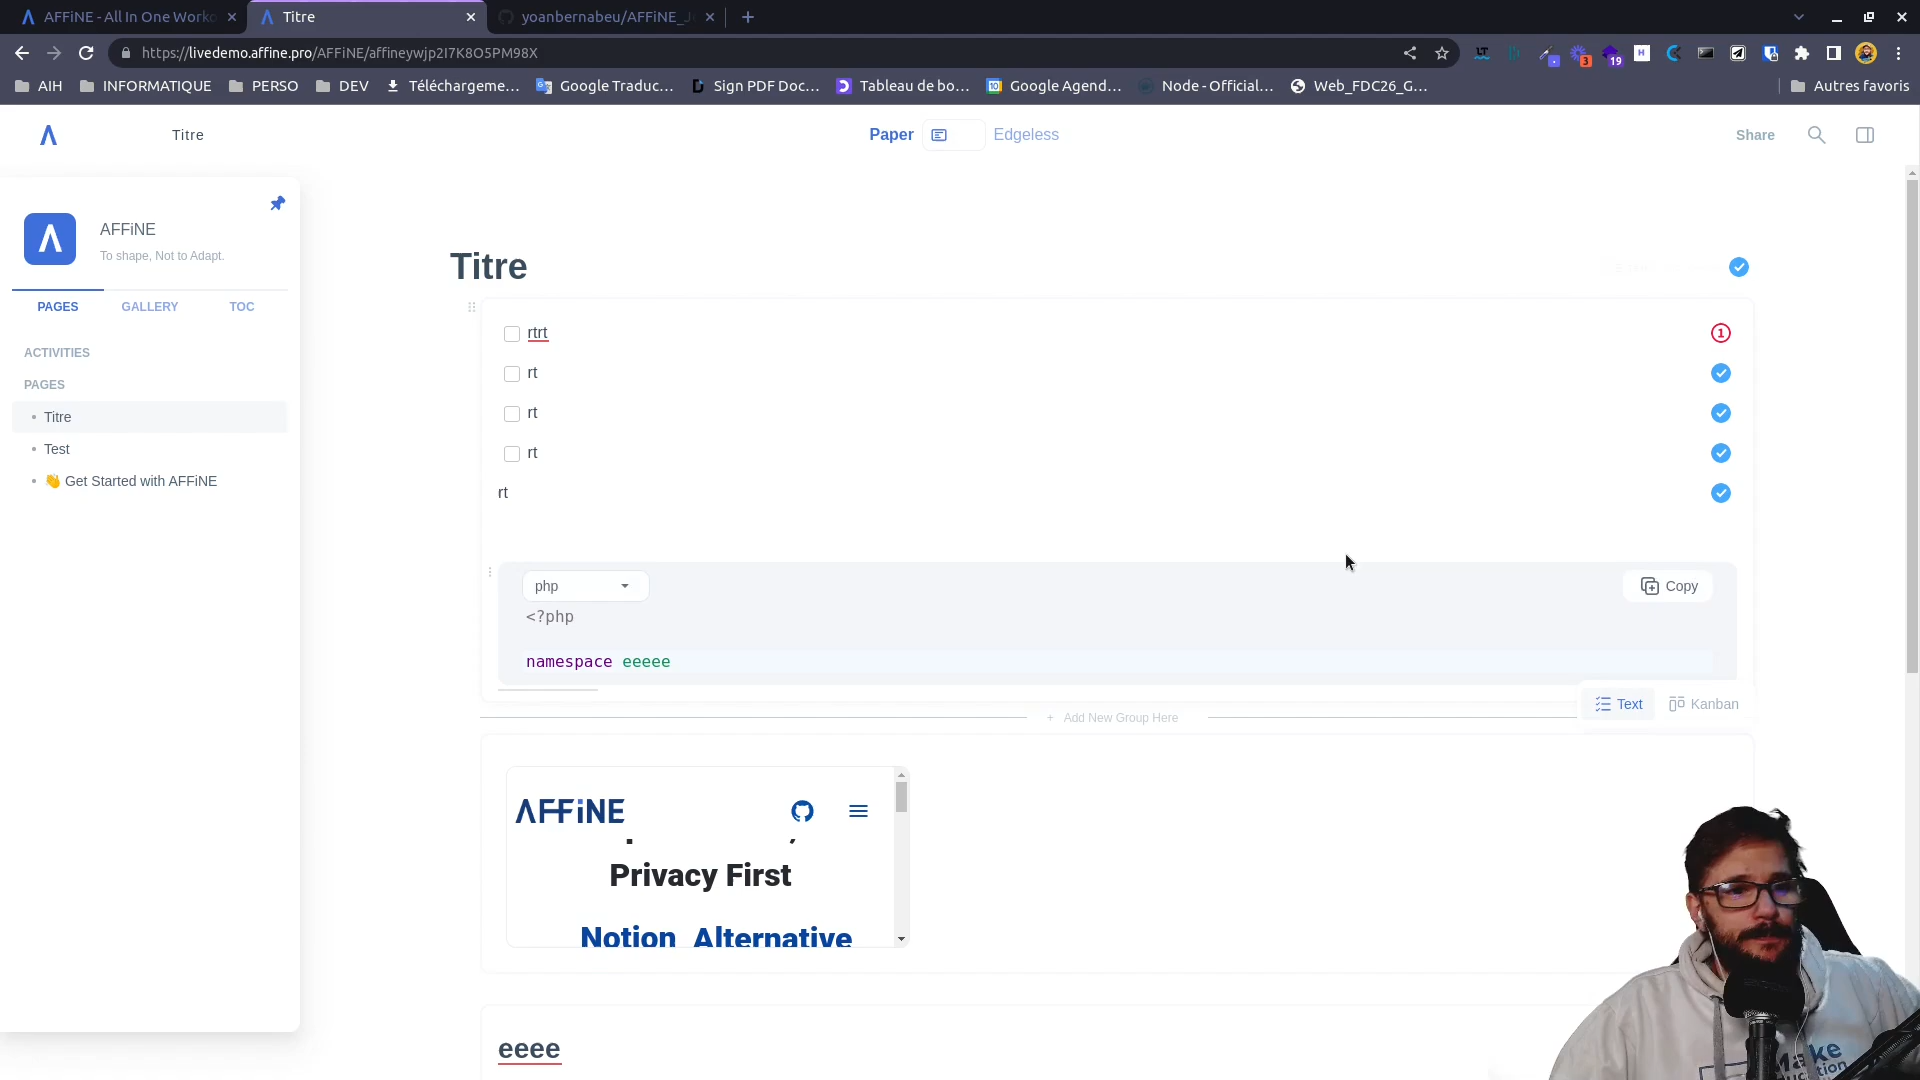 AFFiNE - All In One Worko
Titre
yoanbernabeu/AFFiNE_J
https://livedemo.affine.pro/AFFiNE/affineywjp2I7K8O5PM98X
AIH
INFORMATIQUE
PERSO
DEV
Téléchargeme…
Google Traduc…
Sign PDF Doc…
Tableau de bo…
Google Agend…
Node - Official…
Web_FDC26_G…
Autres favoris
Titre
Paper
Edgeless
Share
AFFiNE
To shape, Not to Adapt.
PAGES
GALLERY
TOC
ACTIVITIES
PAGES
Titre
Test
👋 Get Started with AFFiNE
Titre
rtrt
1
rt
rt
rt
rt
php
Copy
<?php
namespace eeeee
Text
Kanban
+ Add New Group Here
AFFiNE
Privacy First
Notion Alternative
eeee